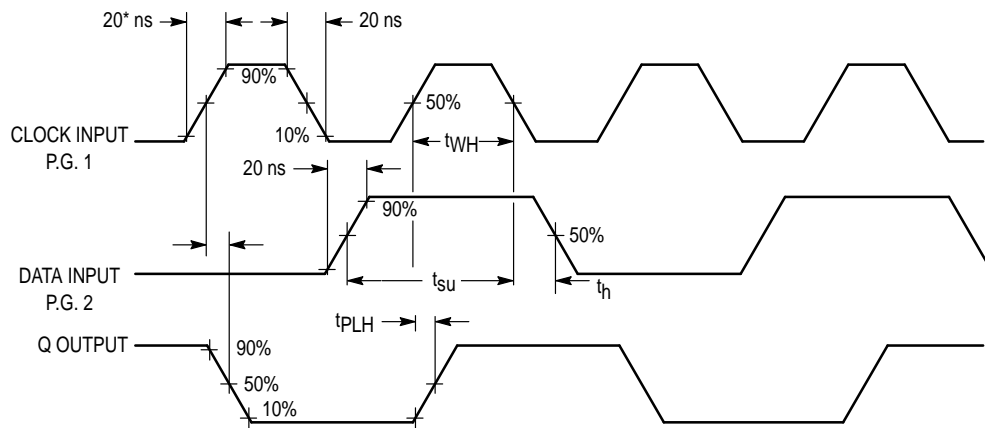 20* ns
20 ns
90%
50%
CLOCK INPUT
P.G. 1
10%
tWH
20 ns
90%
50%
DATA INPUT
P.G. 2
tsu
th
tPLH
Q OUTPUT
90%
50%
10%